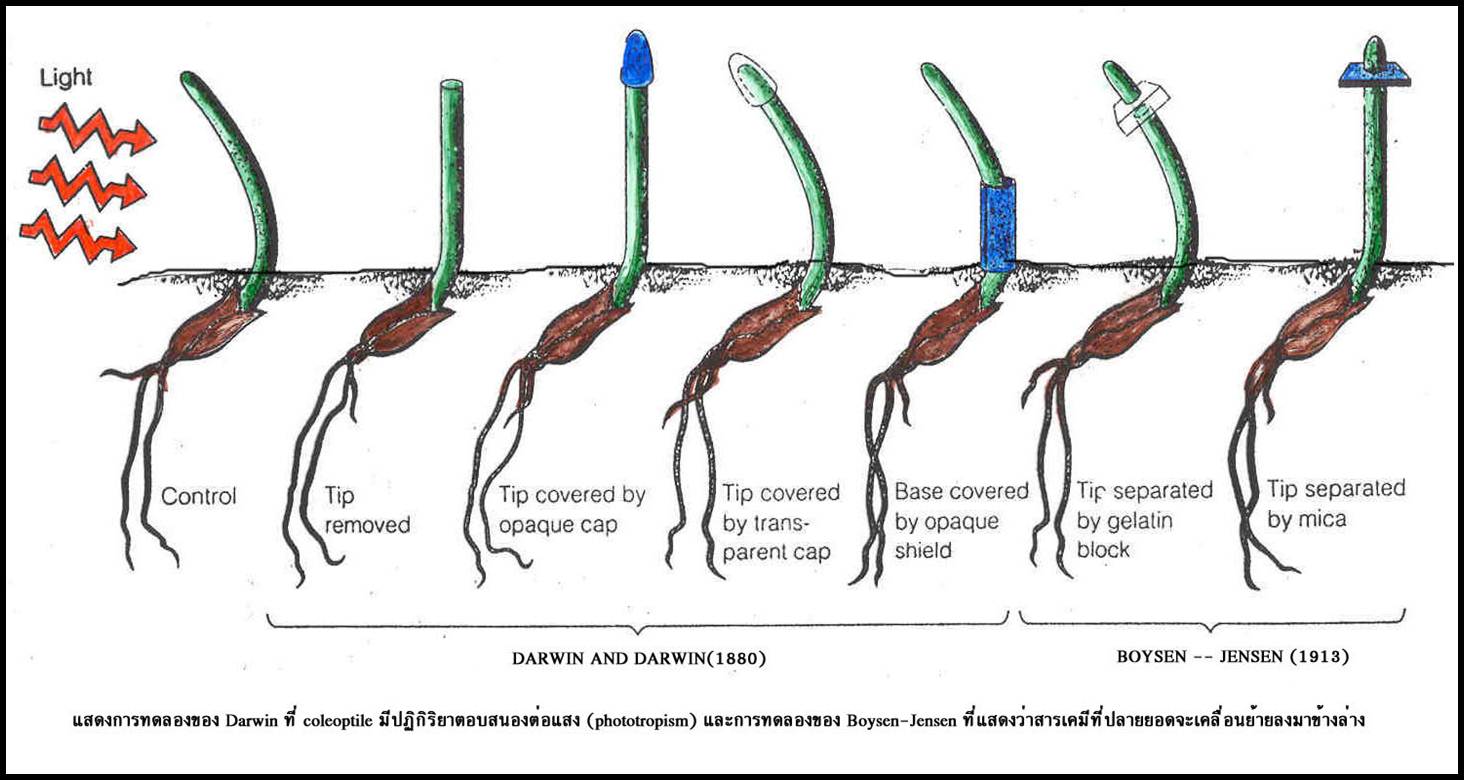 Light
Control
Tip
removed
Tip covered by
opaque cap
Tip covered
by trans-
parent cap
Base covered
by opaque
shield
Tip separated
by gelatin
block
Tip separated
by mica
DARWIN AND DARWIN(1880)
BOYSEN -- JENSEN (1913)
แสดงการทดลองของ Darwin ที่ coleoptile มีปฏิกิริยาตอบสนองต่อแสง (phototropism) และการทดลองของ Boysen-Jensen ที่แสดงว่าสารเคมีที่ปลายยอดจะเคลื่อนย้ายลงมาข้างล่าง